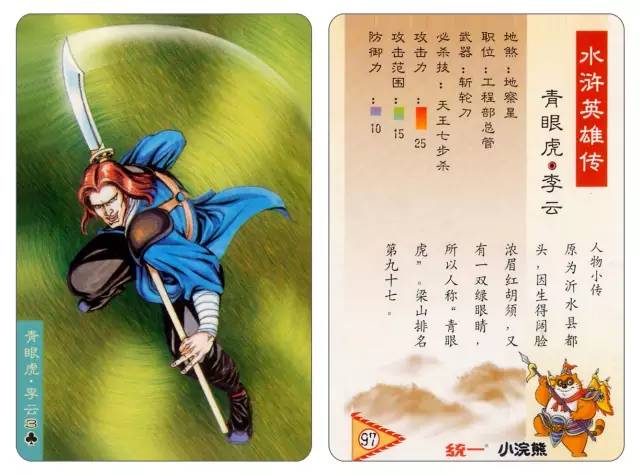 青眼虎·李云3♣
水浒英雄传
青眼虎·李云
地煞：地察星
职位：工程部总管
武器：斩轮刀
必杀技：天王七步杀
攻击力：25
攻击范围：15
防御力：10
人物小传
原为沂水县都
头，因生得阔脸
浓眉红胡须，又
有一双绿眼睛，
所以人称“青眼
虎”。梁山排名
第九十七。
97
统一 小浣熊